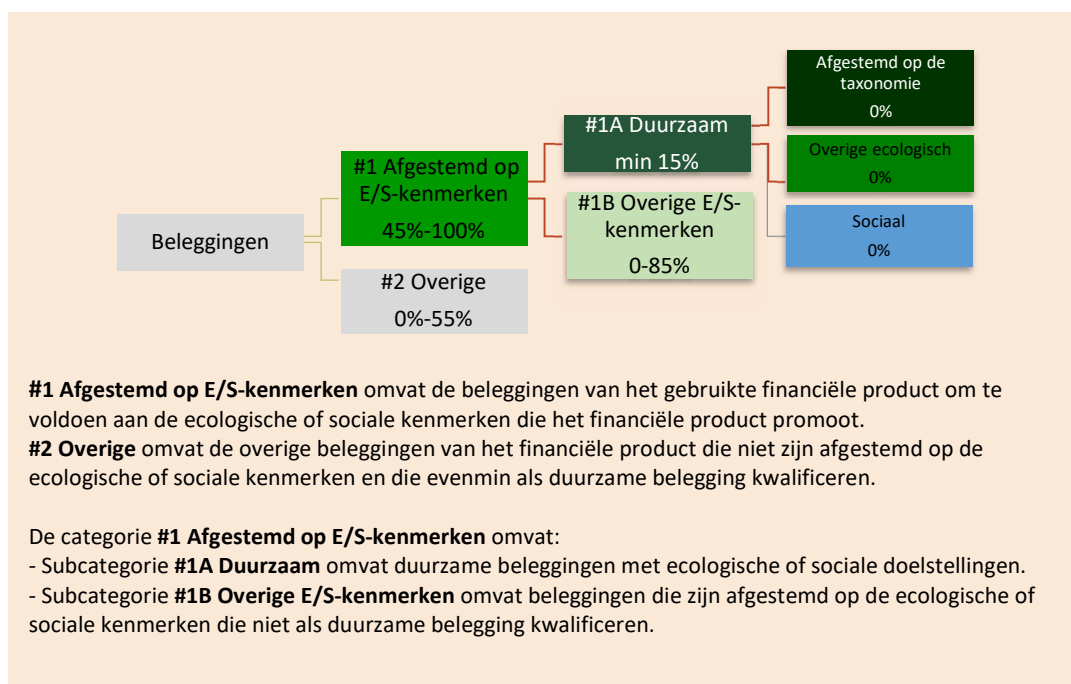 Beleggingen
#1 Afgestemd op
E/S-kenmerken
45%-100%
#2 Overige
0%-55%
#1A Duurzaam
min 15%
#1B Overige E/S-
kenmerken
0-85%
Afgestemd op de
taxonomie
0%
Overige ecologisch
0%
Sociaal
0%
#1 Afgestemd op E/S-kenmerken omvat de beleggingen van het gebruikte financiële product om te
voldoen aan de ecologische of sociale kenmerken die het financiële product promoot.
#2 Overige omvat de overige beleggingen van het financiële product die niet zijn afgestemd op de
ecologische of sociale kenmerken en die evenmin als duurzame belegging kwalificeren.
De categorie #1 Afgestemd op E/S-kenmerken omvat:
- Subcategorie #1A Duurzaam omvat duurzame beleggingen met ecologische of sociale doelstellingen.
- Subcategorie #1B Overige E/S-kenmerken omvat beleggingen die zijn afgestemd op de ecologische of
sociale kenmerken die niet als duurzame belegging kwalificeren.